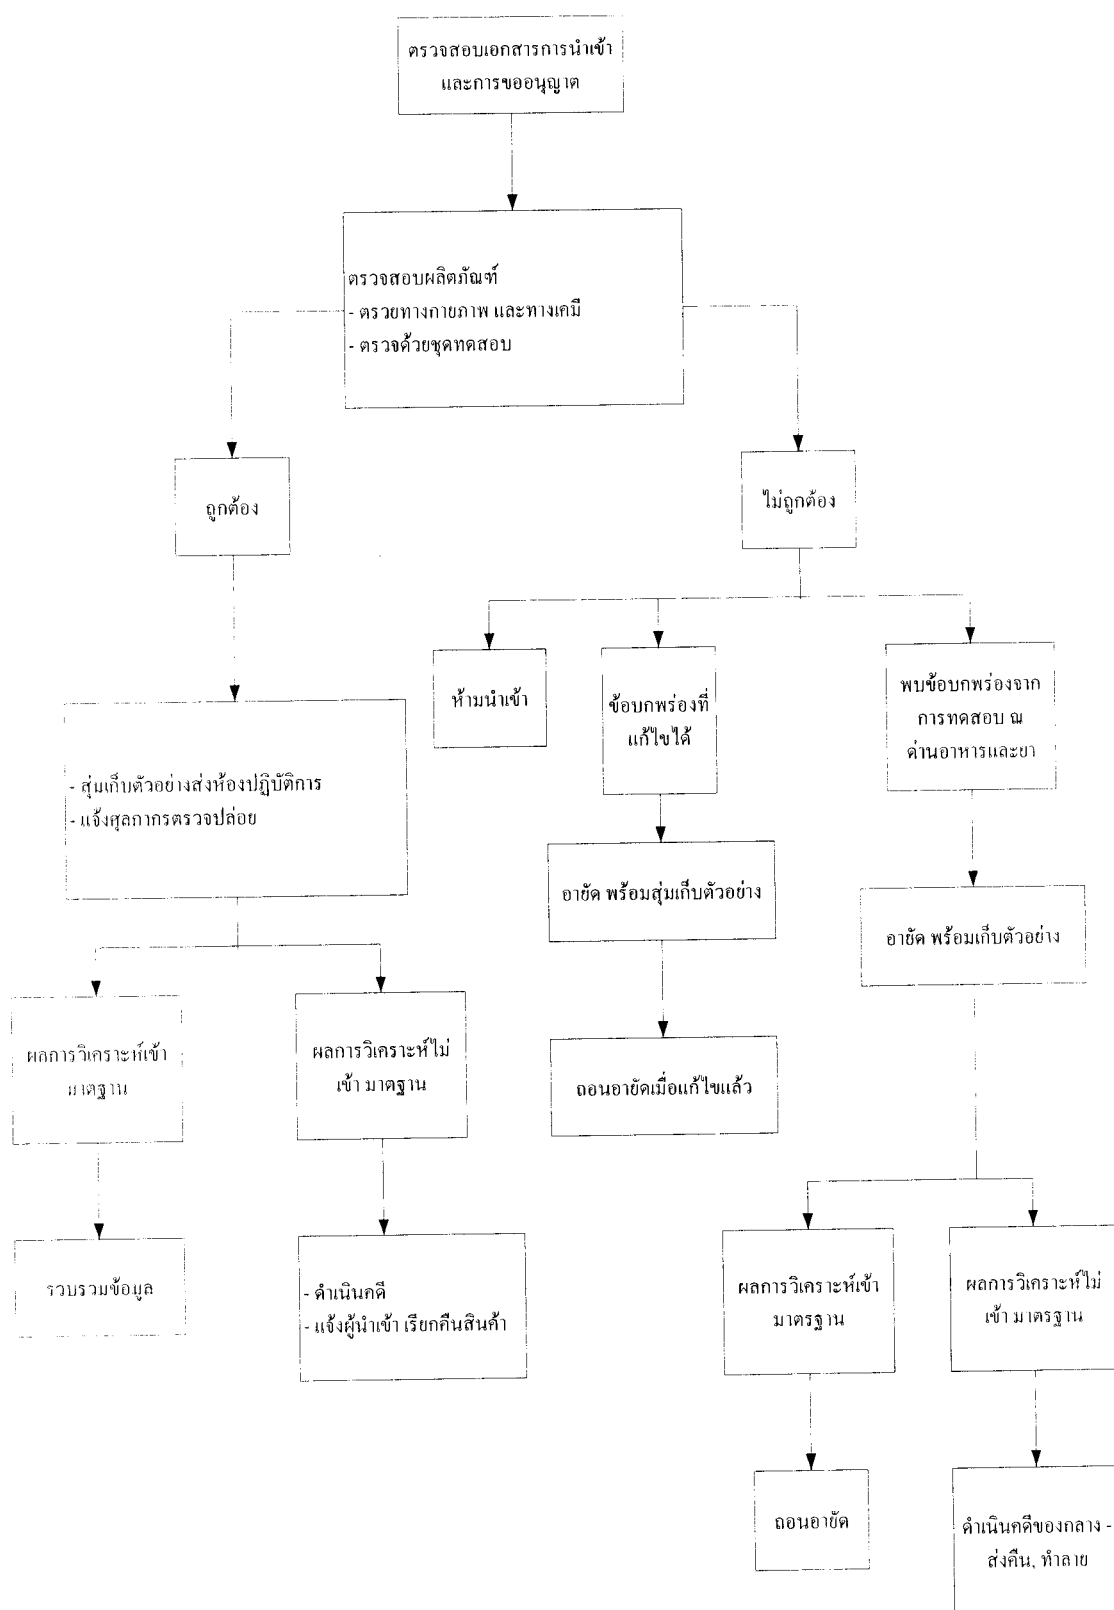 ตรวจสอบเอกสารการนำเข้า
และการขออนุญาต
ตรวจสอบผลิตภัณฑ์
- ตรวยทางกายภาพ และทางเคมี
- ตรวจด้วยชุดทดสอบ
ถูกต้อง
ไม่ถูกต้อง
- สุ่มเก็บตัวอย่างส่งห้องปฏิบัติการ
- แจ้งศุลกากรตรวจปล่อย
ห้ามนำเข้า
ข้อบกพร่องที่
แก้ไขได้
พบข้อบกพร่องจาก
การทดสอบ ณ
ด่านอาหารและยา
อายัด พร้อมสุ่มเก็บตัวอย่าง
อายัด พร้อมเก็บตัวอย่าง
ผลการวิเคราะห์เข้า
มาตฐาน
ผลการวิเคราะห์ไม่
เข้า มาตฐาน
ถอนอายัดเมื่อแก้ไขแล้ว
รวบรวมข้อมูล
- ดำเนินคดี
- แจ้งผู้นำเข้า เรียกคืนสินค้า
ผลการวิเคราะห์เข้า
มาตรฐาน
ผลการวิเคราะห์ไม่
เข้า มาตรฐาน
ถอนอายัด
ดำเนินคดีของกลาง -
ส่งคืน, ทำลาย